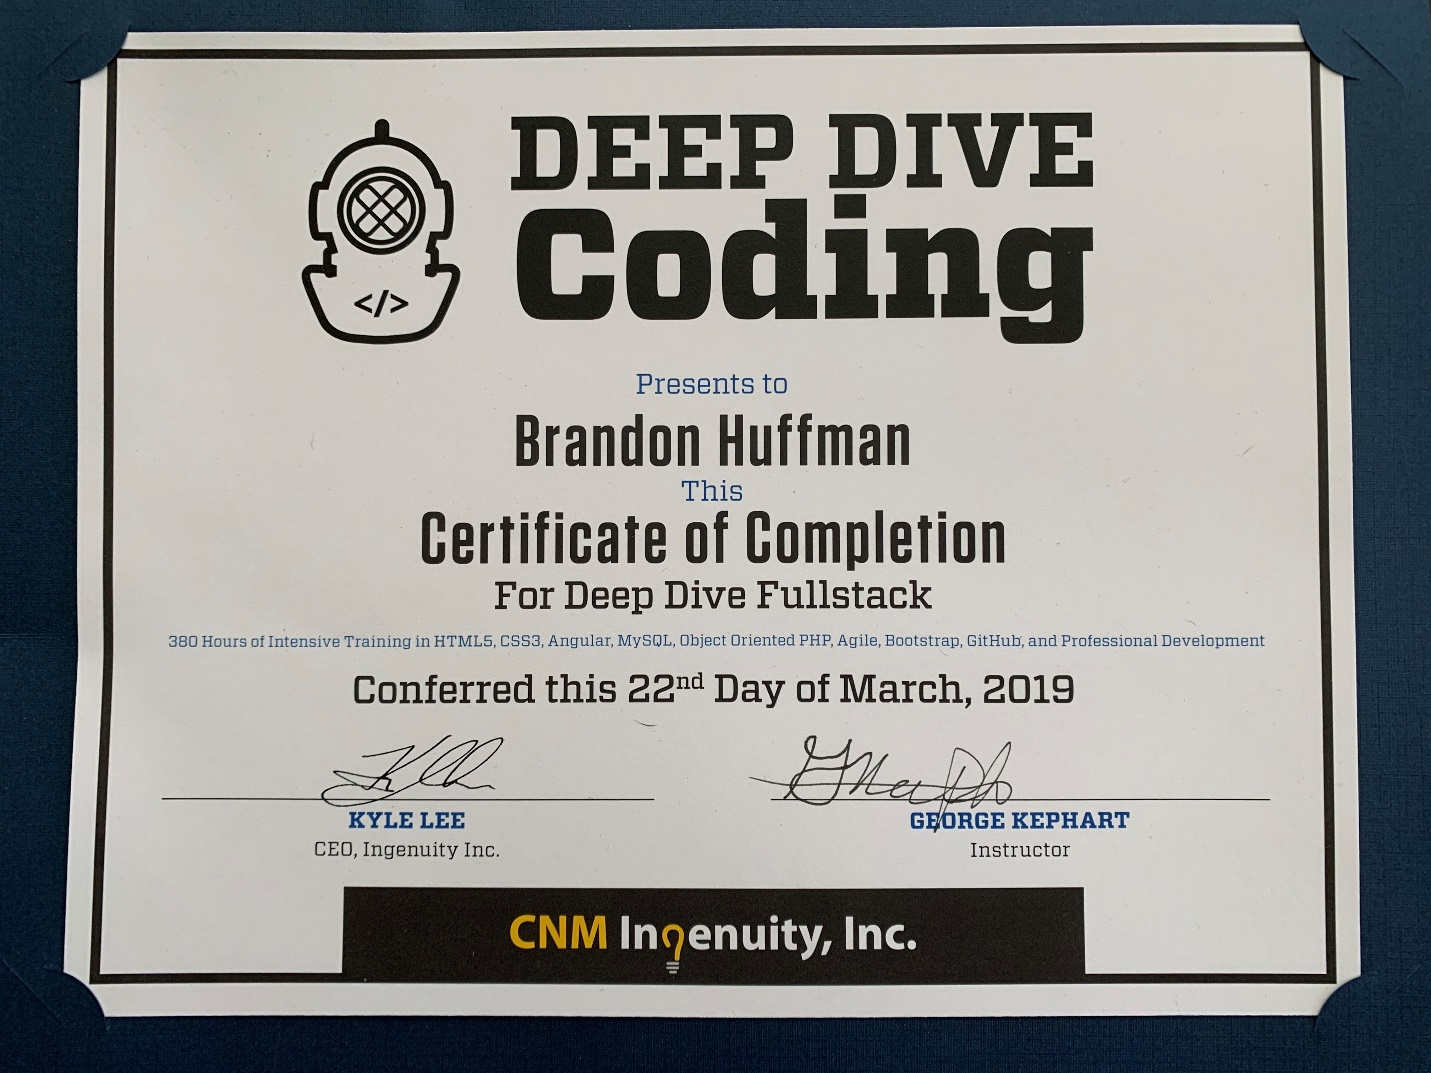 DEEP DIVE
Coding
</>
Presents to
Brandon Huffman
This
Certificate of Completion
For Deep Dive Fullstack
380 Hours of Intensive Training in HTML5, CSS3, Angular, MySQL, Object Oriented PHP, Agile, Bootstrap, GitHub, and Professional Development
Conferred this 22nd Day of March, 2019
KYLE LEE
CEO, Ingenuity Inc.
GEORGE KEPHART
Instructor
CNM Ingenuity, Inc.